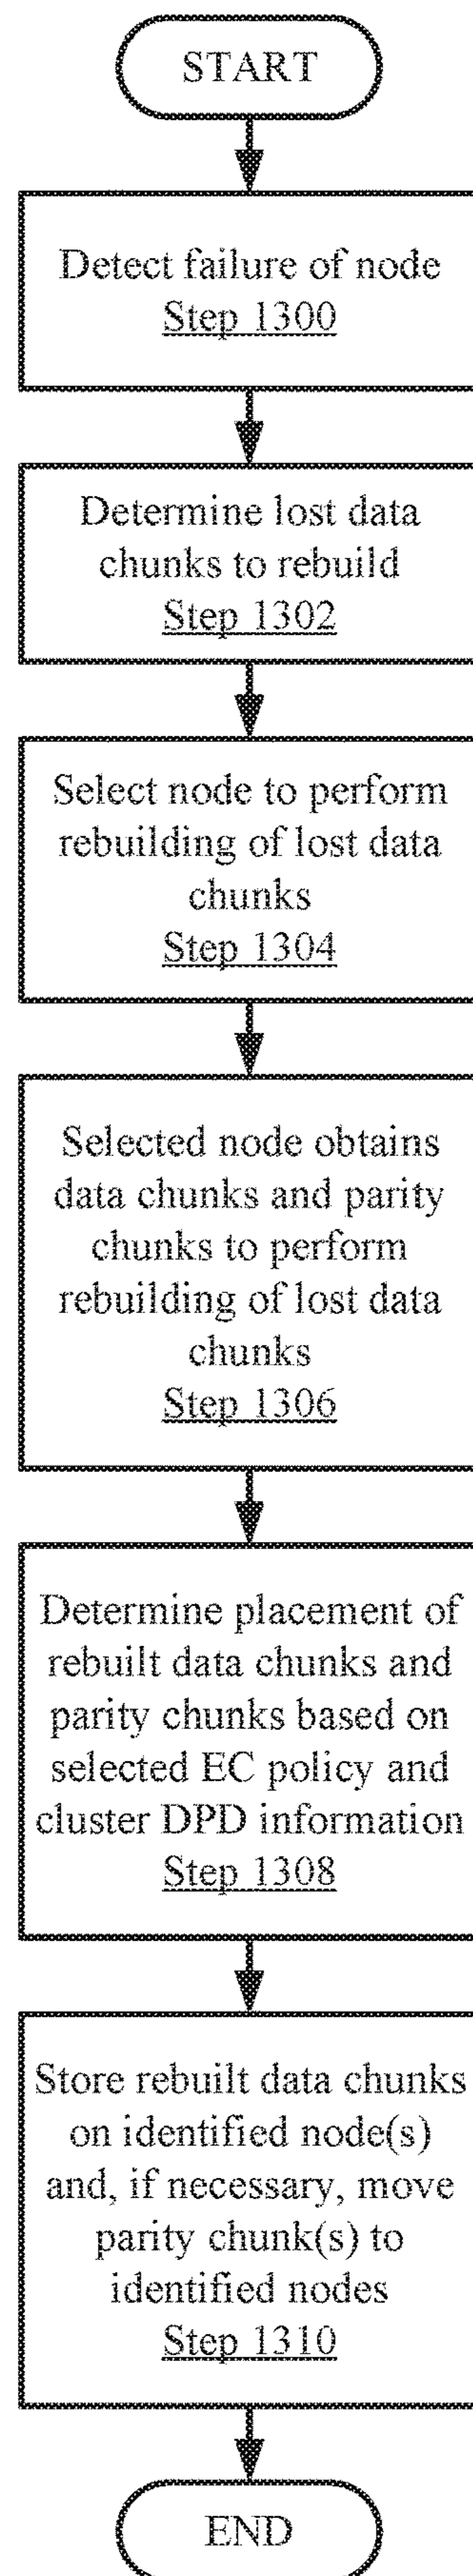 START
Detect failure of node
Step 1300
Determine lost data
chunks to rebuild
Step 1302
Select node to perform
rebuilding of lost data
chunks
Step 1304
Selected node obtains
data chunks and parity
chunks to perform
rebuilding of lost data
chunks
Step 1306
Determine placement of
rebuilt data chunks and
parity chunks based on
selected EC policy and
cluster DPD information
Step 1308
Store rebuilt data chunks
on identified node(s)
and, if necessary, move
parity chunk(s) to
identified nodes
Step 1310
END